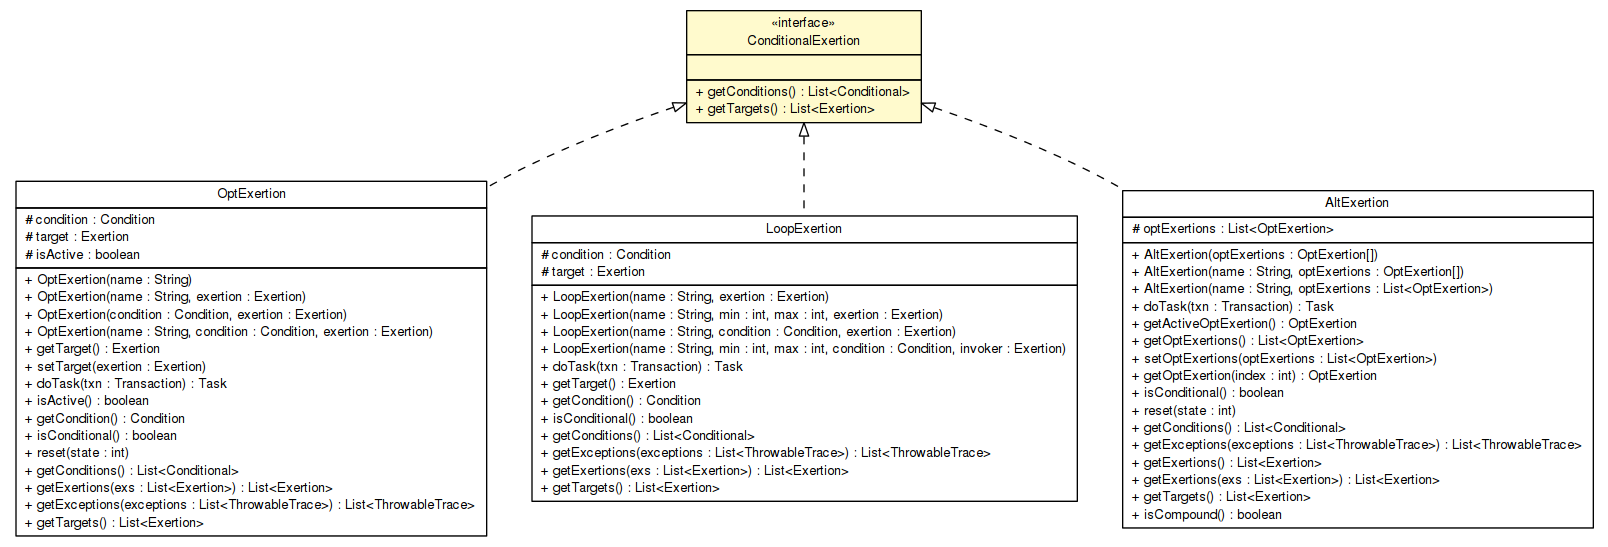 «interface»
ConditionalExertion
+ getConditions() : List<Conditional>
+ getTargets() : List<Exertion>
OptExertion
# condition : Condition
# target : Exertion
# isActive : boolean
+ OptExertion(name : String)
+ OptExertion(name : String, exertion : Exertion)
+ OptExertion(condition : Condition, exertion : Exertion)
+ OptExertion(name : String, condition : Condition, exertion : Exertion)
+ getTarget() : Exertion
+ setTarget(exertion : Exertion)
+ doTask(txn : Transaction) : Task
+ isActive() : boolean
+ getCondition() : Condition
+ isConditional() : boolean
+ reset(state : int)
+ getConditions() : List<Conditional>
+ getExertions(exs : List<Exertion>) : List<Exertion>
+ getExceptions(exceptions : List<ThrowableTrace>) : List<ThrowableTrace>
+ getTargets() : List<Exertion>
LoopExertion
# condition : Condition
# target : Exertion
+ LoopExertion(name : String, exertion : Exertion)
+ LoopExertion(name : String, min : int, max : int, exertion : Exertion)
+ LoopExertion(name : String, condition : Condition, exertion : Exertion)
+ LoopExertion(name : String, min : int, max : int, condition : Condition, invoker : Exertion)
+ doTask(txn : Transaction) : Task
+ getTarget() : Exertion
+ getCondition() : Condition
+ isConditional() : boolean
+ getConditions() : List<Conditional>
+ getExceptions(exceptions : List<ThrowableTrace>) : List<ThrowableTrace>
+ getExertions(exs : List<Exertion>) : List<Exertion>
+ getTargets() : List<Exertion>
AltExertion
# optExertions : List<OptExertion>
+ AltExertion(optExertions : OptExertion[])
+ AltExertion(name : String, optExertions : OptExertion[])
+ AltExertion(name : String, optExertions : List<OptExertion>)
+ doTask(txn : Transaction) : Task
+ getActiveOptExertion() : OptExertion
+ getOptExertions() : List<OptExertion>
+ setOptExertions(optExertions : List<OptExertion>)
+ getOptExertion(index : int) : OptExertion
+ isConditional() : boolean
+ reset(state : int)
+ getConditions() : List<Conditional>
+ getExceptions(exceptions : List<ThrowableTrace>) : List<ThrowableTrace>
+ getExertions() : List<Exertion>
+ getExertions(exs : List<Exertion>) : List<Exertion>
+ getTargets() : List<Exertion>
+ isCompound() : boolean